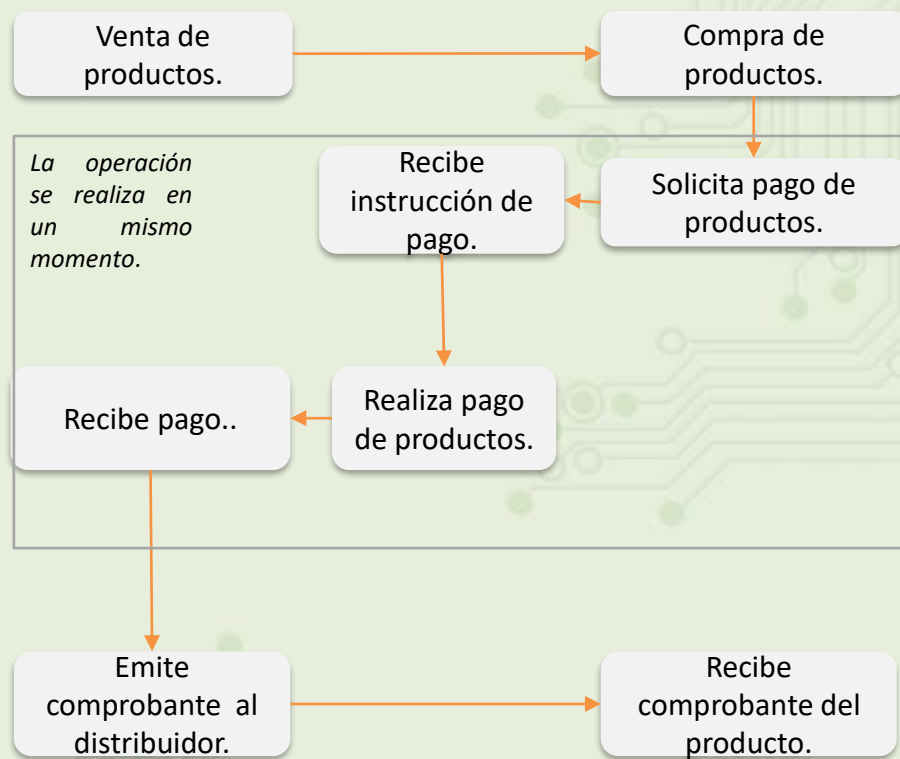 Venta de
productos.
Compra de
productos.
La operación
se realiza en
un mismo
momento.
Recibe
instrucción de
pago.
Solicita pago de
productos.
Recibe pago..
Realiza pago
de productos.
Emite
comprobante al
distribuidor.
Recibe
comprobante del
producto.